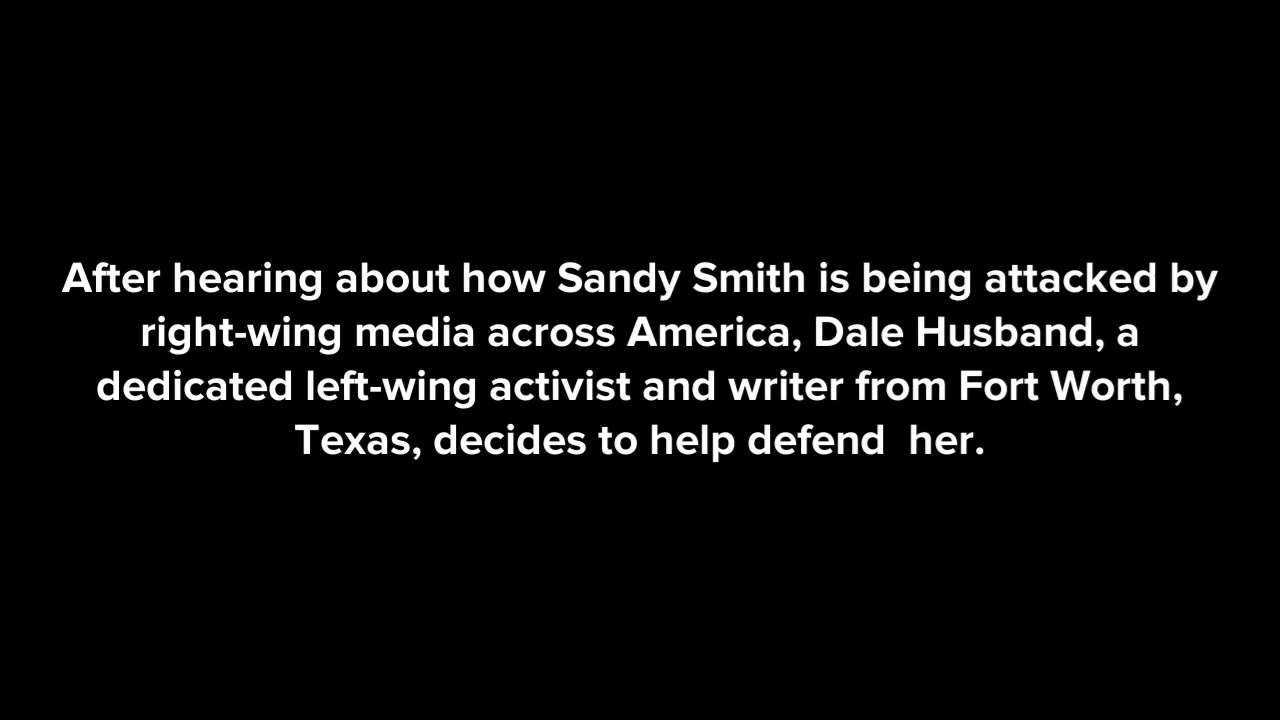 After hearing about how Sandy Smith is being attacked by
right-wing media across America, Dale Husband, a
dedicated left-wing activist and writer from Fort Worth,
Texas, decides to help defend  her.